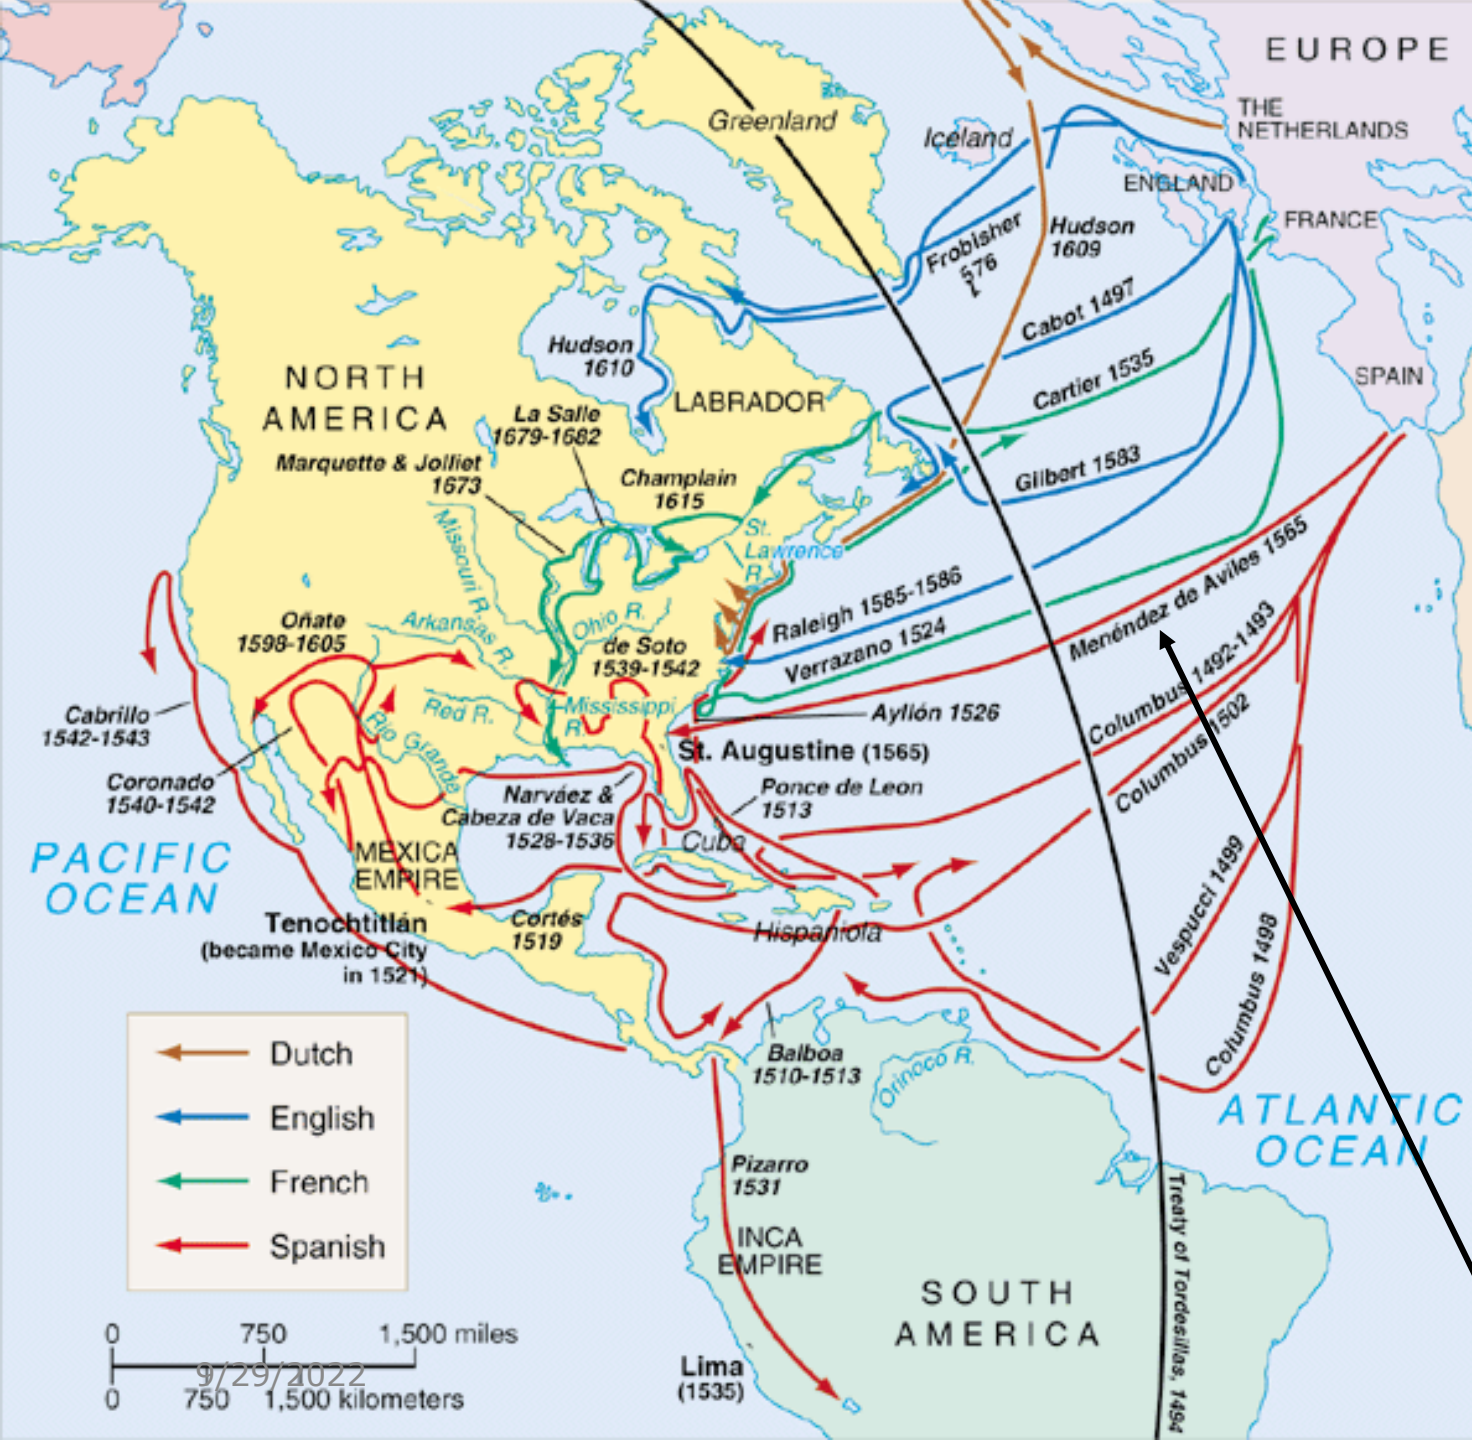 EUROPE
THE
NETHERLANDS
Greenland
Iceland
ENGLAND
FRANCE
Frobisher
576
Hudson
1609
Cabot 1497
Hudson
1610
NORTH
AMERICA
LABRADOR
Cartier 1535
SPAIN
La Salle
1679-1682
Marquette & Jolliet
1673
Champlain
1615
Gilbert 1583
Missouri R.
St.
Lawrence
R.
Menéndez de Aviles 1565
Raleigh 1585-1586
Oñate
1598-1605
Arkansas R.
Ohio R.
de Soto
1539-1542
Verrazano 1524
Columbus 1492-1493
Red R.
Mississippi
R.
Ayllón 1526
Columbus 1502
Cabrillo
1542-1543
Rio Grande
St. Augustine (1565)
Coronado
1540-1542
Narváez &
Cabeza de Vaca
1528-1536
Ponce de Leon
1513
Cuba
PACIFIC
OCEAN
MEXICA
EMPIRE
Vespucci 1499
Tenochtitlán
(became Mexico City
in 1521)
Cortés
1519
Hispaniola
Columbus 1498
Balboa
1510-1513
Orinoco R.
Dutch
English
French
Spanish
ATLANTIC
OCEAN
Pizarro
1531
INCA
EMPIRE
Treaty of Tordesillas, 1494
SOUTH
AMERICA
0 750 1,500 miles
9/29/2022
0 750 1,500 kilometers
Lima
(1535)